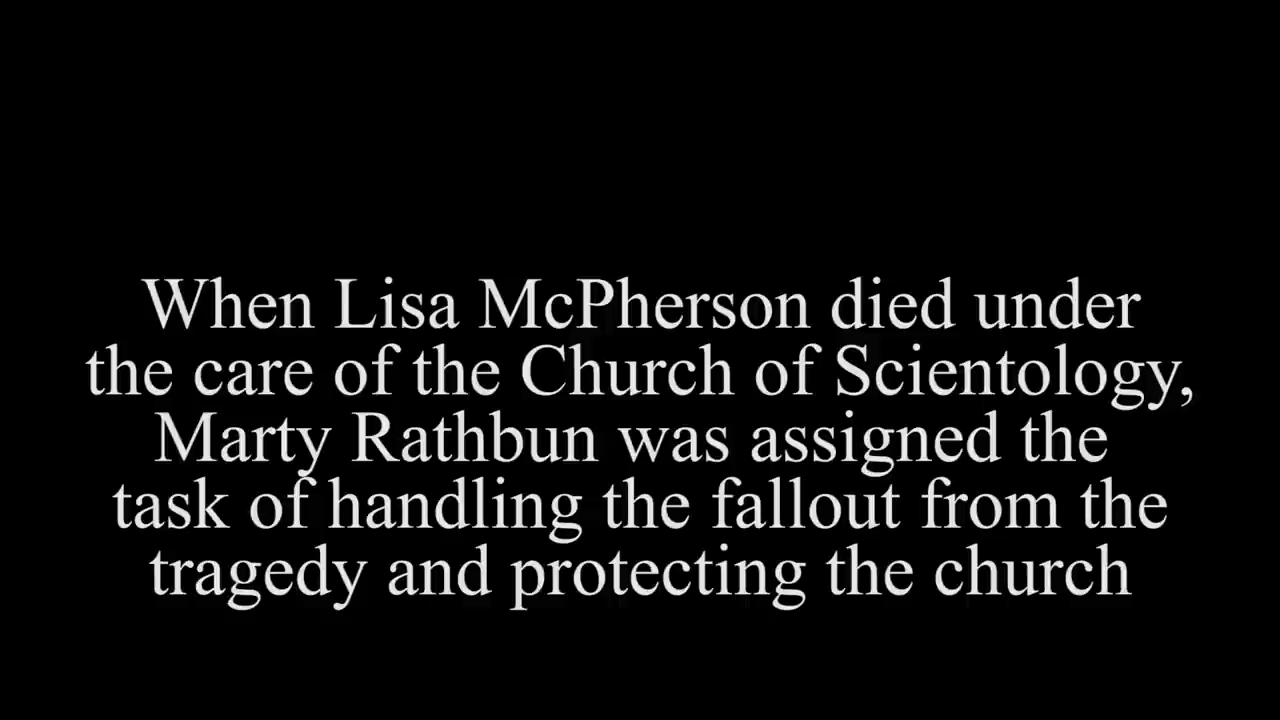 When Lisa McPherson died under
the care of the Church of Scientology,
Marty Rathbun was assigned the
task of handling the fallout from the
tragedy and protecting the church